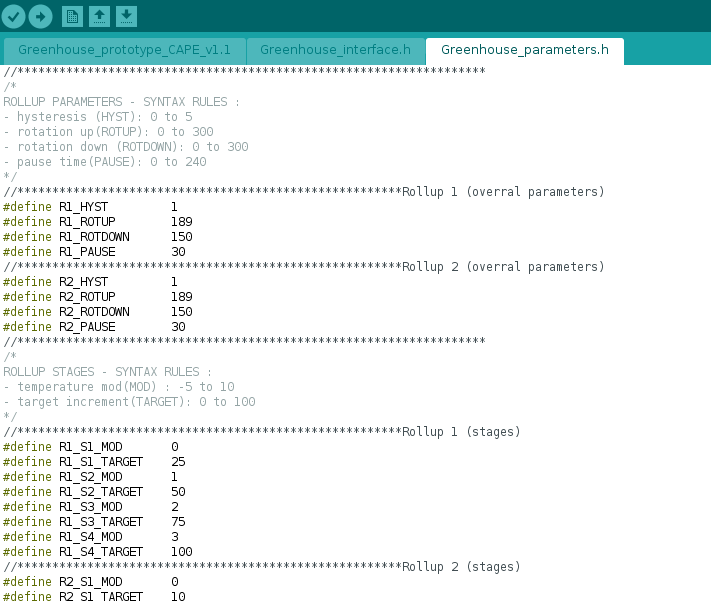 Greenhouse_prototype_CAPE_v1.1 Greenhouse_interface.h Greenhouse_parameters.h
//*******************************************************************
/*
ROLLUP PARAMETERS - SYNTAX RULES :
- hysteresis (HYST): 0 to 5
- rotation up(ROTUP): 0 to 300
- rotation down (ROTDOWN): 0 to 300
- pause time(PAUSE): 0 to 240
*/
//*******************************************************Rollup 1 (overral parameters)
#define R1_HYST 1
#define R1_ROTUP 189
#define R1_ROTDOWN 150
#define R1_PAUSE 30
//*******************************************************Rollup 2 (overral parameters)
#define R2_HYST 1
#define R2_ROTUP 189
#define R2_ROTDOWN 150
#define R2_PAUSE 30
//*******************************************************************
/*
ROLLUP STAGES - SYNTAX RULES :
- temperature mod(MOD) : -5 to 10
- target increment(TARGET): 0 to 100
*/
//*******************************************************Rollup 1 (stages)
#define R1_S1_MOD 0
#define R1_S1_TARGET 25
#define R1_S2_MOD 1
#define R1_S2_TARGET 50
#define R1_S3_MOD 2
#define R1_S3_TARGET 75
#define R1_S4_MOD 3
#define R1_S4_TARGET 100
//*******************************************************Rollup 2 (stages)
#define R2_S1_MOD 0
#define R2_S1_TARGET 10